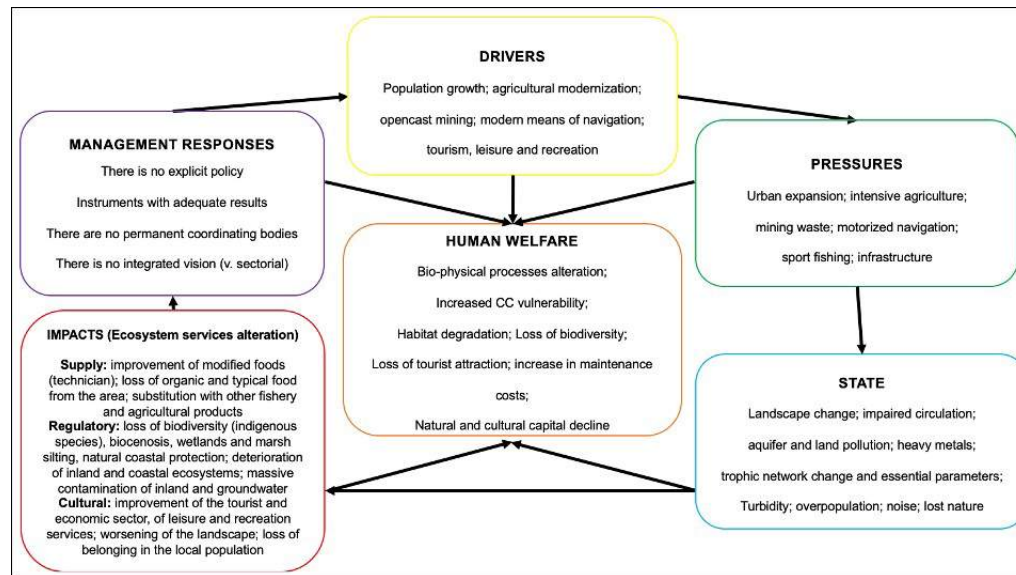 DRIVERS
Population growth; agricultural modernization;
opencast mining; modern means of navigation;
tourism, leisure and recreation
MANAGEMENT RESPONSES
There is no explicit policy
Instruments with adequate results
There are no permanent coordinating bodies
There is no integrated vision (v. sectorial)
PRESSURES
Urban expansion; intensive agriculture;
mining waste; motorized navigation;
sport fishing; infrastructure
HUMAN WELFARE
Bio-physical processes alteration;
Increased CC vulnerability;
Habitat degradation; Loss of biodiversity;
Loss of tourist attraction; increase in maintenance
costs;
Natural and cultural capital decline
IMPACTS (Ecosystem services alteration)
Supply: improvement of modified foods
(technician); loss of organic and typical food
from the area; substitution with other fishery
and agricultural products
Regulatory: loss of biodiversity (indigenous
species), biocenosis, wetlands and marsh
silting, natural coastal protection; deterioration
of inland and coastal ecosystems; massive
contamination of inland and groundwater
Cultural: improvement of the tourist and
economic sector, of leisure and recreation
services; worsening of the landscape; loss of
belonging in the local population
STATE
Landscape change; impaired circulation;
aquifer and land pollution; heavy metals;
trophic network change and essential parameters;
Turbidity; overpopulation; noise; lost nature